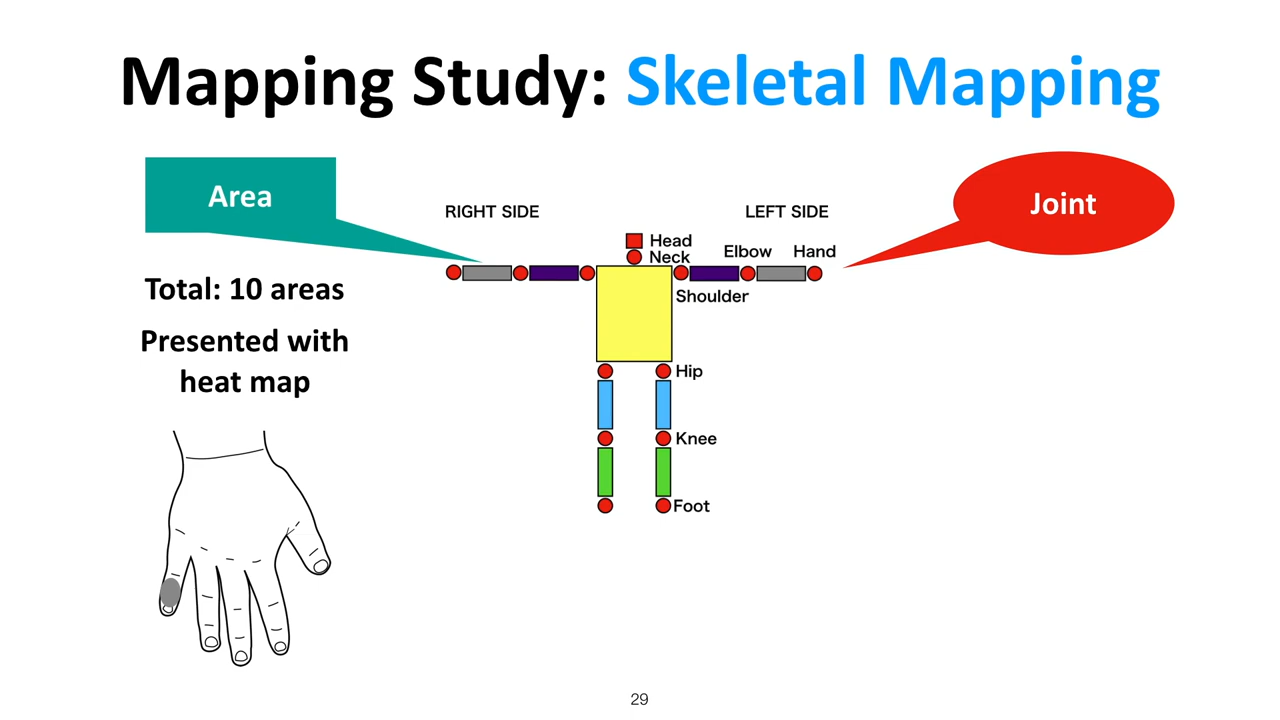 Mapping Study: Skeletal Mapping
Area
Joint
RIGHT SIDE
LEFT SIDE
Head
Neck
Elbow
Hand
Shoulder
Total: 10 areas
Presented with
heat map
Hip
Knee
Foot
29